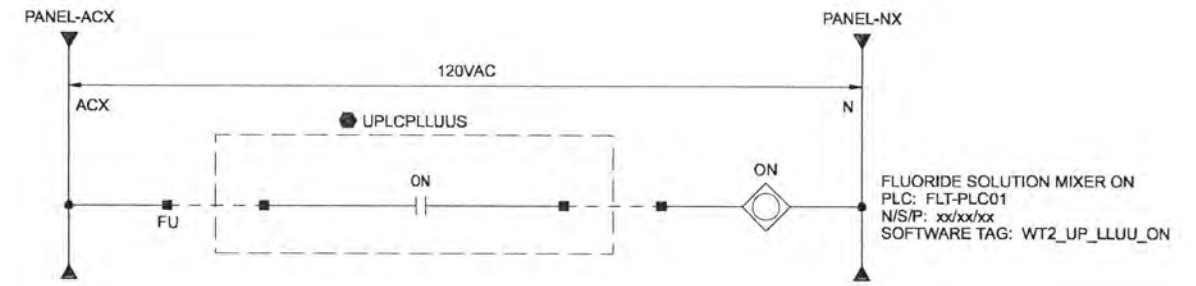 PANEL-ACX
PANEL-NX
120VAC
ACX
N
UPLCPLLUUS
ON
ON
FU
FLUORIDE SOLUTION MIXER ON
PLC: FLT-PLC01
N/S/P: xx/xx/xx
SOFTWARE TAG: WT2_UP_LLUU_ON